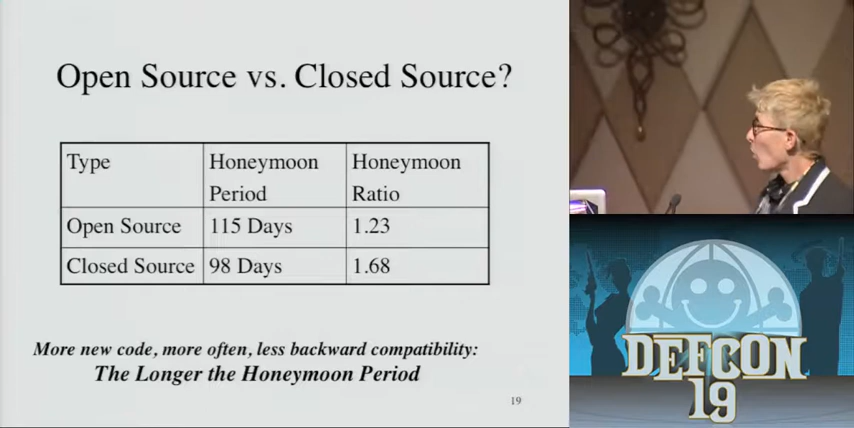 Open Source vs. Closed Source?
Type Honeymoon Period Honeymoon Ratio
Open Source 115 Days 1.23
Closed Source 98 Days 1.68
More new code, more often, less backward compatibility:
The Longer the Honeymoon Period
19
DEFCON
19